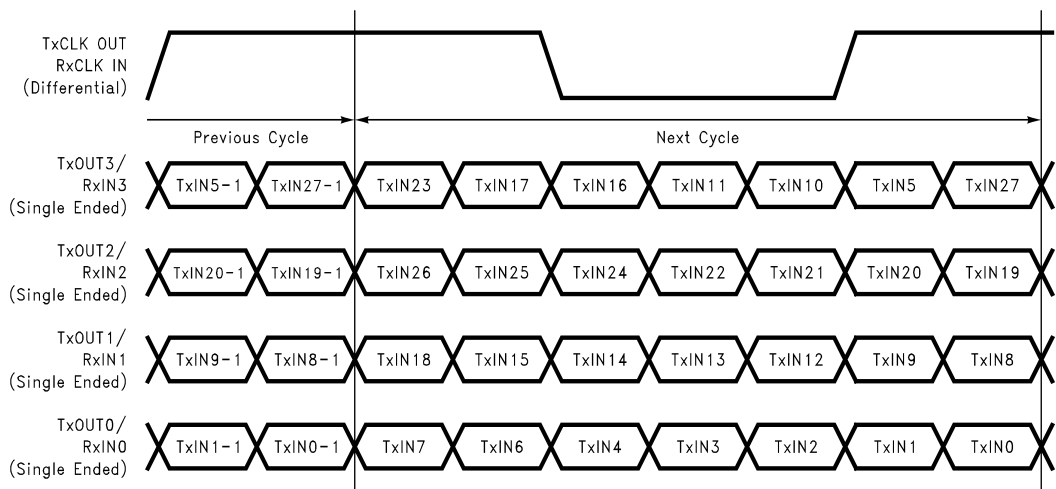 TxCLK OUT
RxCLK IN
(Differential)
Previous Cycle Next Cycle
TxOUT3/
RxIN3
(Single Ended)
TxIN5-1 TxIN27-1 TxIN23 TxIN17 TxIN16 TxIN11 TxIN10 TxIN5 TxIN27
TxOUT2/
RxIN2
(Single Ended)
TxIN20-1 TxIN19-1 TxIN26 TxIN25 TxIN24 TxIN22 TxIN21 TxIN20 TxIN19
TxOUT1/
RxIN1
(Single Ended)
TxIN9-1 TxIN8-1 TxIN18 TxIN15 TxIN14 TxIN13 TxIN12 TxIN9 TxIN8
TxOUT0/
RxIN0
(Single Ended)
TxIN1-1 TxIN0-1 TxIN7 TxIN6 TxIN4 TxIN3 TxIN2 TxIN1 TxIN0